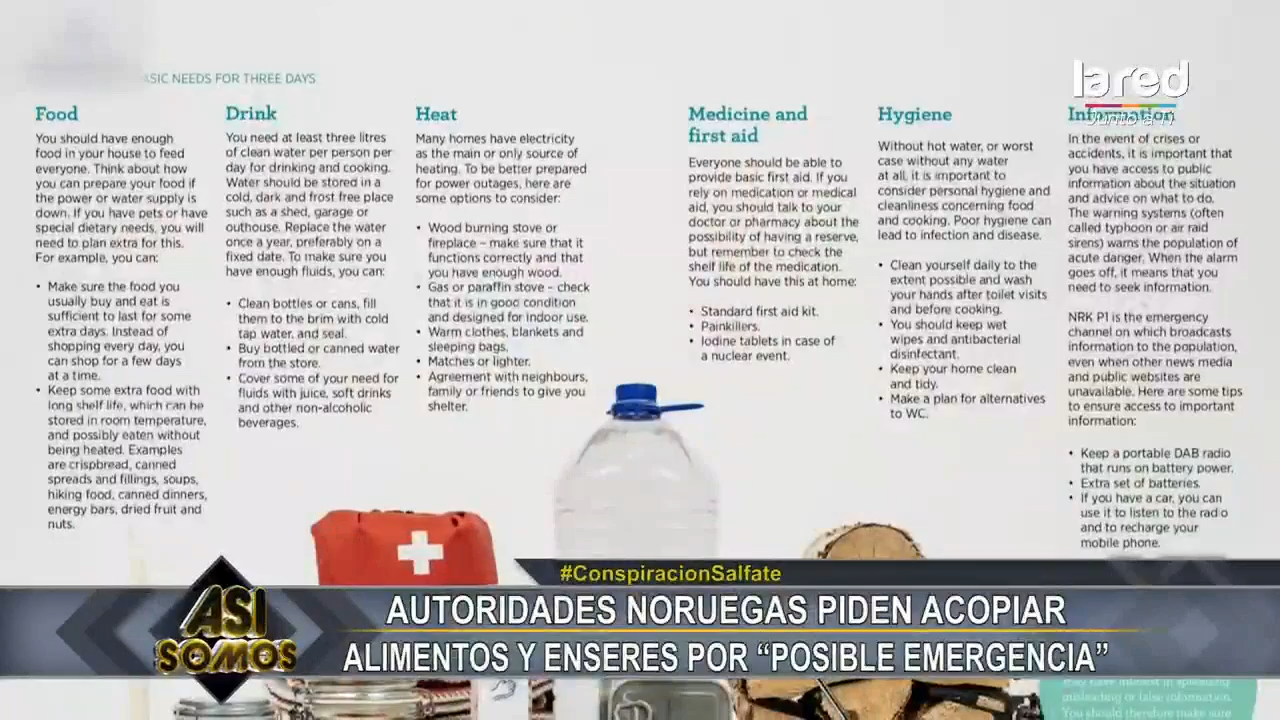 ASIC NEEDS FOR THREE DAYS
lared
Junto a Ti
Food
You should have enough
food in your house to feed
everyone. Think about how
you can prepare your food if
the power or water supply is
down. If you have pets or have
special dietary needs, you will
need to plan extra for this.
For example, you can:
• Make sure the food you
usually buy and eat is
sufficient to last for some
extra days. Instead of
shopping every day, you
can shop for a few days
at a time.
• Keep some extra food with
long shelf life, which can be
stored in room temperature,
and possibly eaten without
being heated. Examples
are crispbread, canned
spreads and fillings, soups,
hiking food, canned dinners,
energy bars, dried fruit and
nuts.
Drink
You need at least three litres
of clean water per person per
day for drinking and cooking.
Water should be stored in a
cold, dark and frost free place
such as a shed, garage or
outhouse. Replace the water
once a year, preferably on a
fixed date. To make sure you
have enough fluids, you can:
• Clean bottles or cans, fill
them to the brim with cold
tap water, and seal.
• Buy bottled or canned water
from the store.
• Cover some of your need for
fluids with juice, soft drinks
and other non-alcoholic
beverages.
Heat
Many homes have electricity
as the main or only source of
heating. To be better prepared
for power outages, here are
some options to consider:
• Wood burning stove or
fireplace – make sure that it
functions correctly and that
you have enough wood.
• Gas or paraffin stove – check
that it is in good condition
and designed for indoor use.
• Warm clothes, blankets and
sleeping bags.
• Matches or lighter.
• Agreement with neighbours,
family or friends to give you
shelter.
Medicine and
first aid
Everyone should be able to
provide basic first aid. If you
rely on medication or medical
aid, you should talk to your
doctor or pharmacy about the
possibility of having a reserve,
but remember to check the
shelf life of the medication.
You should have this at home:
• Standard first aid kit.
• Painkillers.
• Iodine tablets in case of
a nuclear event.
Hygiene
Without hot water, or worst
case without any water
at all, it is important to
consider personal hygiene and
cleanliness concerning food
and cooking. Poor hygiene can
lead to infection and disease.
• Clean yourself daily to the
extent possible and wash
your hands after toilet visits
and before cooking.
• You should keep wet
wipes and antibacterial
disinfectant.
• Keep your home clean
and tidy.
• Make a plan for alternatives
to WC.
Information
In the event of crises or
accidents, it is important that
you have access to public
information about the situation
and advice on what to do.
The warning systems (often
called typhoon or air raid
sirens) warns the population of
acute danger. When the alarm
goes off, it means that you
need to seek information.
NRK P1 is the emergency
channel on which broadcasts
information to the population,
even when other news media
and public websites are
unavailable. Here are some tips
to ensure access to important
information:
• Keep a portable DAB radio
that runs on battery power.
• Extra set of batteries.
• If you have a car, you can
use it to listen to the radio
and to recharge your
mobile phone.
#ConspiracionSalfate
ASI
SOMOS
AUTORIDADES NORUEGAS PIDEN ACOPIAR
ALIMENTOS Y ENSERES POR “POSIBLE EMERGENCIA”
may have interest in spreading
misleading or false information.
You should therefore make sure